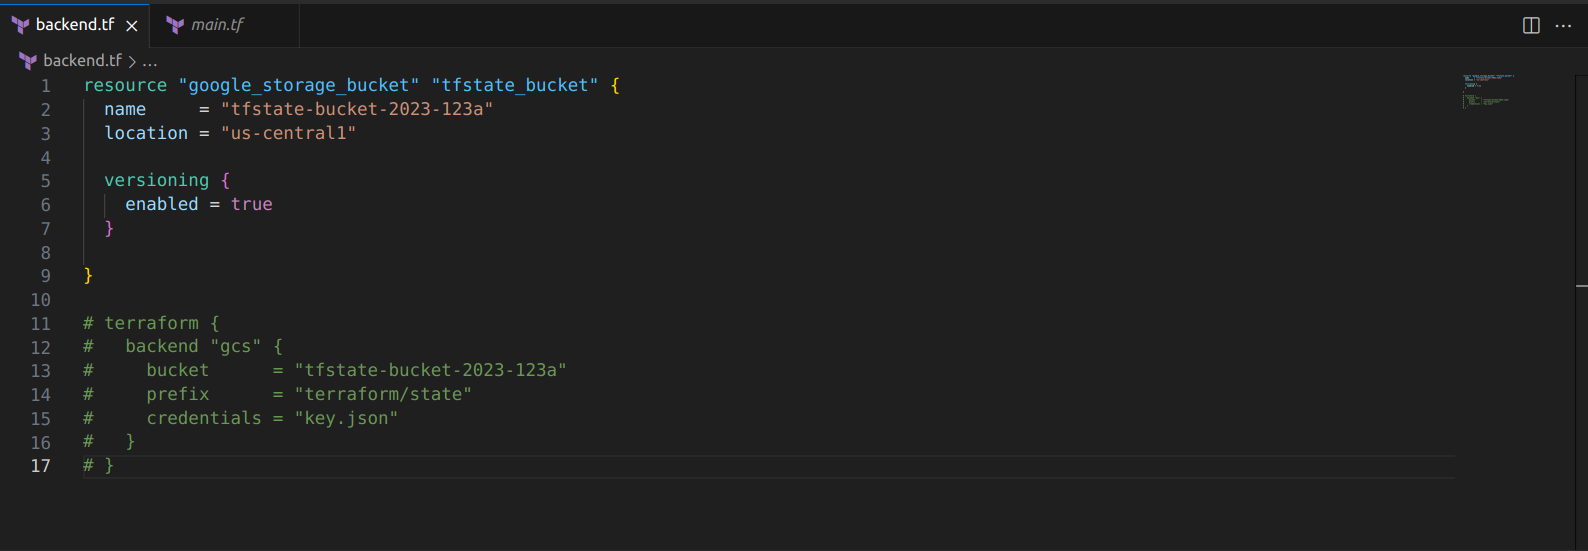 backend.tf × main.tf ...
backend.tf > ...
1 resource "google_storage_bucket" "tfstate_bucket" {
2   name     = "tfstate-bucket-2023-123a"
3   location = "us-central1"
4
5   versioning {
6     enabled = true
7   }
8
9 }
10
11 # terraform {
12 #   backend "gcs" {
13 #     bucket      = "tfstate-bucket-2023-123a"
14 #     prefix      = "terraform/state"
15 #     credentials = "key.json"
16 #   }
17 # }